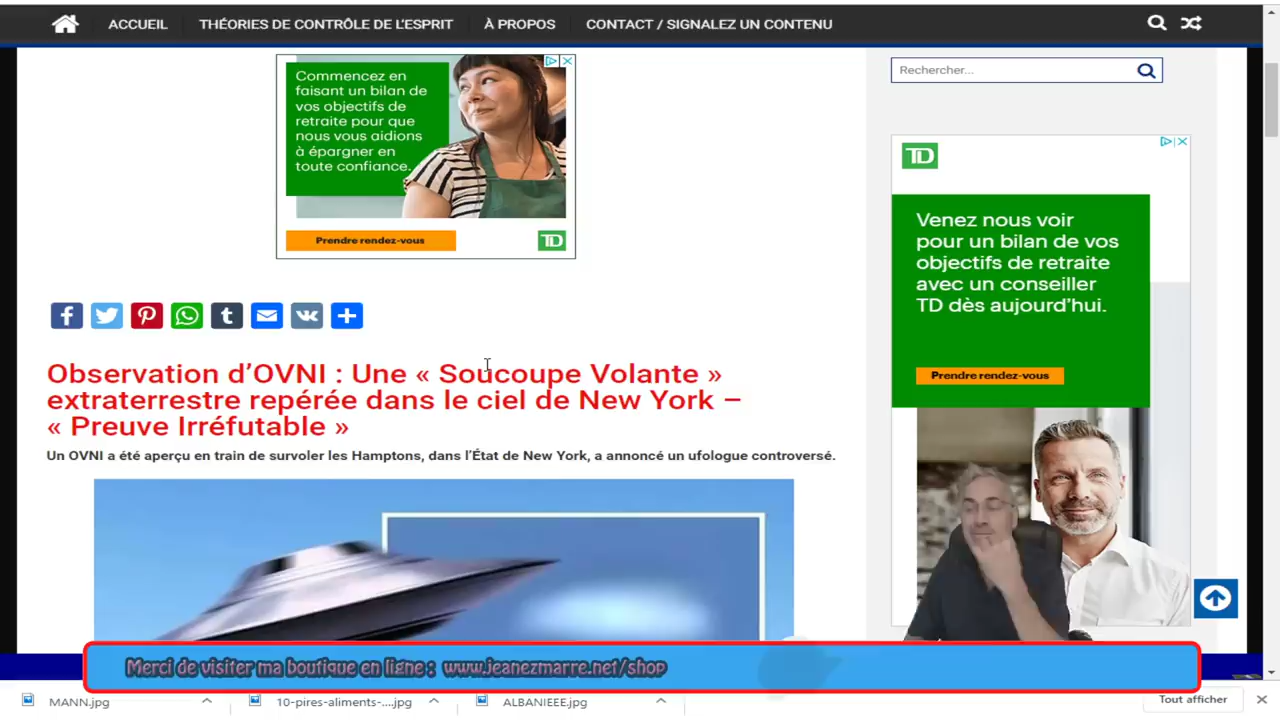 ACCUEIL THÉORIES DE CONTRÔLE DE L'ESPRIT À PROPOS CONTACT / SIGNALEZ UN CONTENU
Commencez en
faisant un bilan de
vos objectifs de
retraite pour que
nous vous aidions
à épargner en
toute confiance.
Prendre rendez-vous
TD
Rechercher...
TD
Venez nous voir
pour un bilan de vos
objectifs de retraite
avec un conseiller
TD dès aujourd'hui.
Prendre rendez-vous
Observation d'OVNI : Une « Soucoupe Volante »
extraterrestre repérée dans le ciel de New York –
« Preuve Irréfutable »
Un OVNI a été aperçu en train de survoler les Hamptons, dans l'État de New York, a annoncé un ufologue controversé.
Merci de visiter ma boutique en ligne : www.jeanezmarre.net/shop
MANN.jpg 10-pires-aliments-....jpg ALBANIEEE.jpg Tout afficher